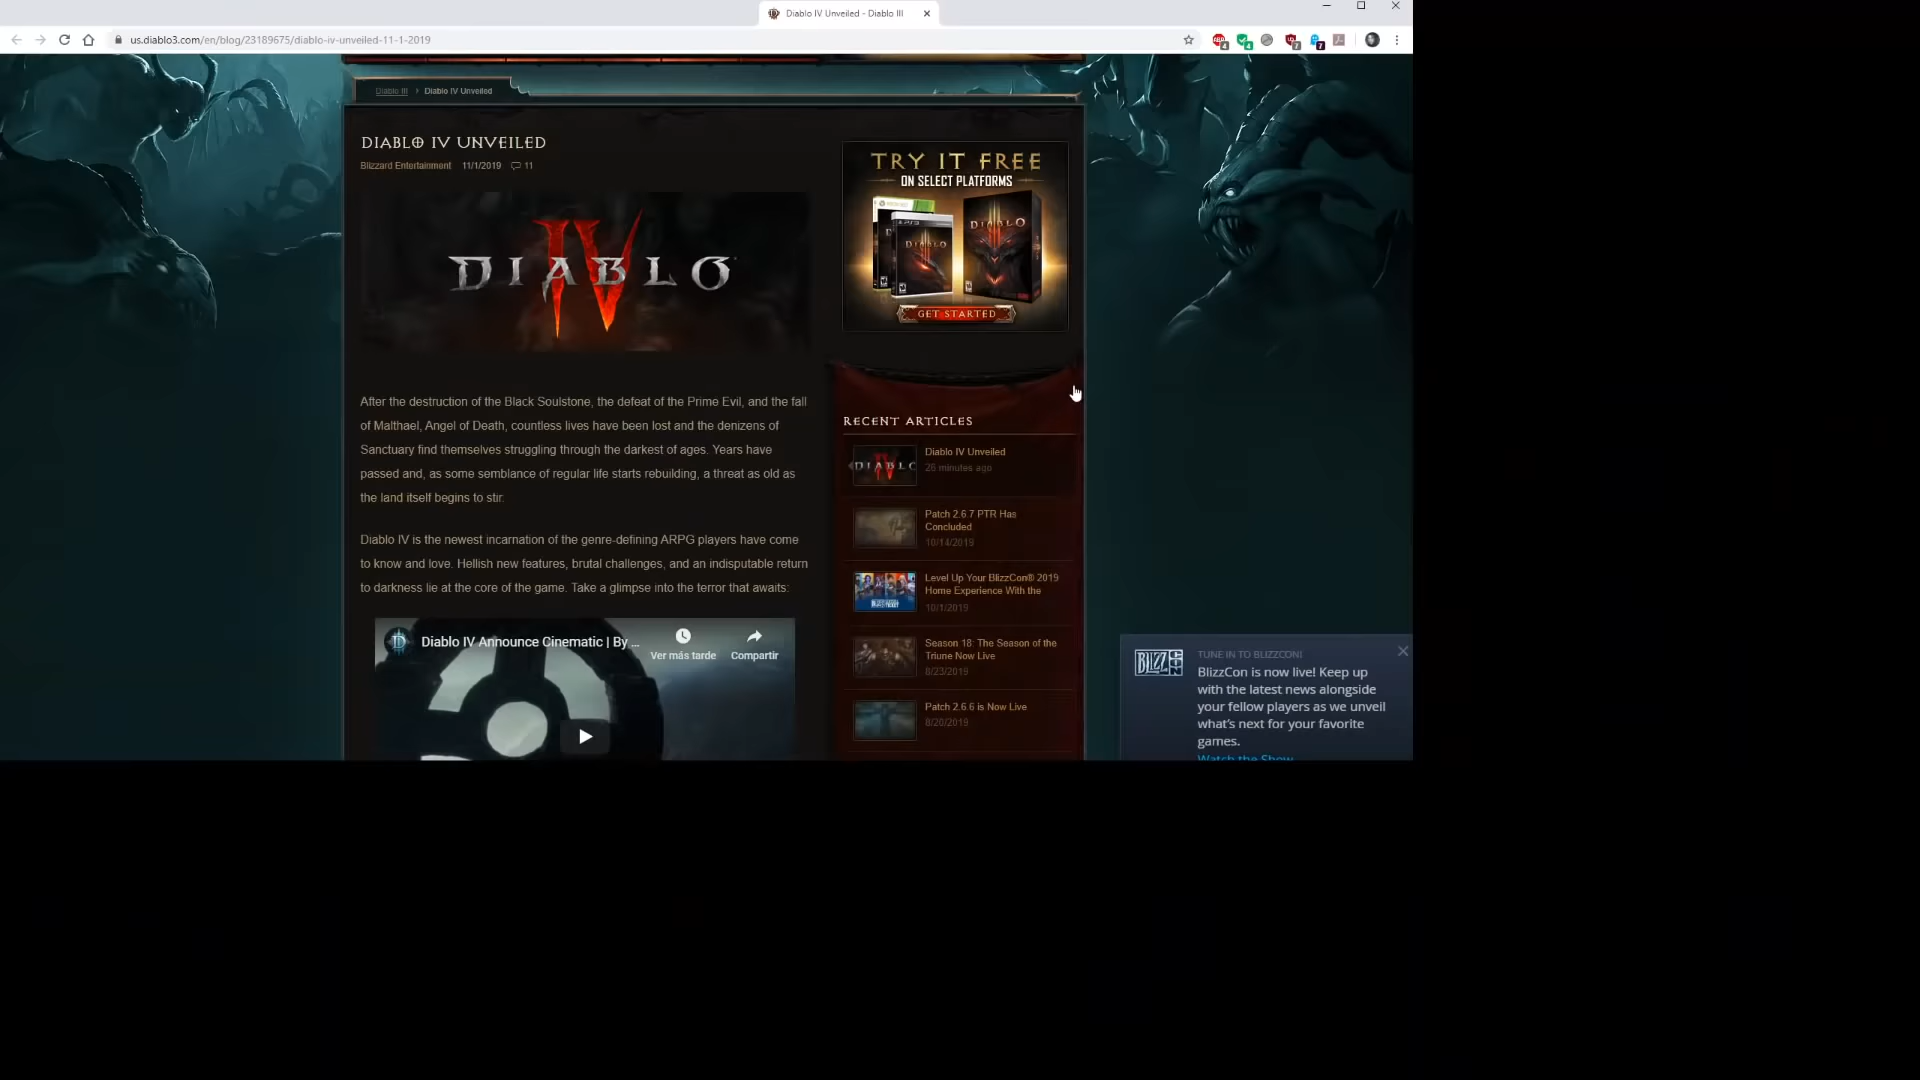 Diablo IV Unveiled - Diablo III
us.diablo3.com/en/blog/23189675/diablo-iv-unveiled-11-1-2019
4
4
7
7
Diablo III
Diablo IV Unveiled
DIABLO IV UNVEILED
Blizzard Entertainment 11/1/2019 11
IV
DIABLO
After the destruction of the Black Soulstone, the defeat of the Prime Evil, and the fall
of Malthael, Angel of Death, countless lives have been lost and the denizens of
Sanctuary find themselves struggling through the darkest of ages. Years have
passed and, as some semblance of regular life starts rebuilding, a threat as old as
the land itself begins to stir.
Diablo IV is the newest incarnation of the genre-defining ARPG players have come
to know and love. Hellish new features, brutal challenges, and an indisputable return
to darkness lie at the core of the game. Take a glimpse into the terror that awaits:
Diablo IV Announce Cinematic | By ...
Ver más tarde
Compartir
TRY IT FREE
ON SELECT PLATFORMS
PS3
DIABLO
DIABLO
GET STARTED
RECENT ARTICLES
Diablo IV Unveiled
26 minutes ago
Patch 2.6.7 PTR Has
Concluded
10/14/2019
Level Up Your BlizzCon® 2019
Home Experience With the
10/1/2019
Season 18: The Season of the
Triune Now Live
8/23/2019
Patch 2.6.6 is Now Live
8/20/2019
BLIZZCON
TUNE IN TO BLIZZCON!
BlizzCon is now live! Keep up
with the latest news alongside
your fellow players as we unveil
what's next for your favorite
games.
Watch the Show